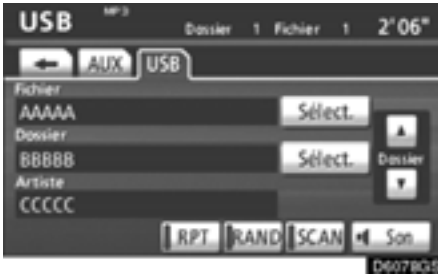 USB MP3 Dossier 1 Fichier 1 2'06"
AUX USB
Fichier
AAAAA Sélect.
Dossier
BBBBB Sélect. Dossier
Artiste
CCCCC
RPT RAND SCAN Son
D6078GS